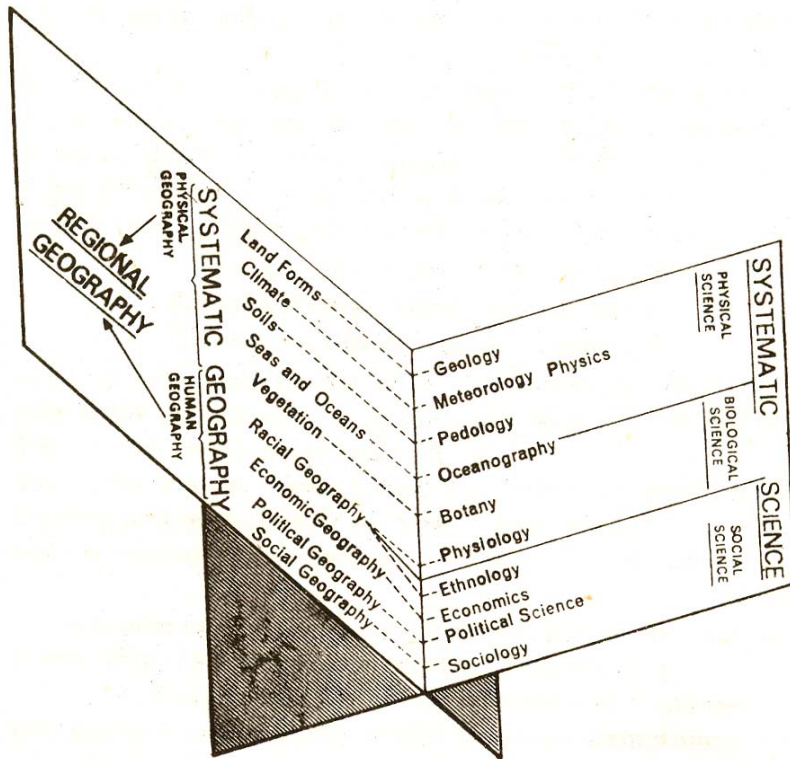 REGIONAL
GEOGRAPHY
PHYSICAL
GEOGRAPHY
HUMAN
GEOGRAPHY
SYSTEMATIC GEOGRAPHY
Land Forms
Climate
Soils
Seas and Oceans
Vegetation
Racial Geography
Economic Geography
Political Geography
Social Geography
Geology
Meteorology Physics
Pedology
Oceanography
Botany
Physiology
Ethnology
Economics
Political Science
Sociology
PHYSICAL
SCIENCE
BIOLOGICAL
SCIENCE
SOCIAL
SCIENCE
SYSTEMATIC SCIENCE